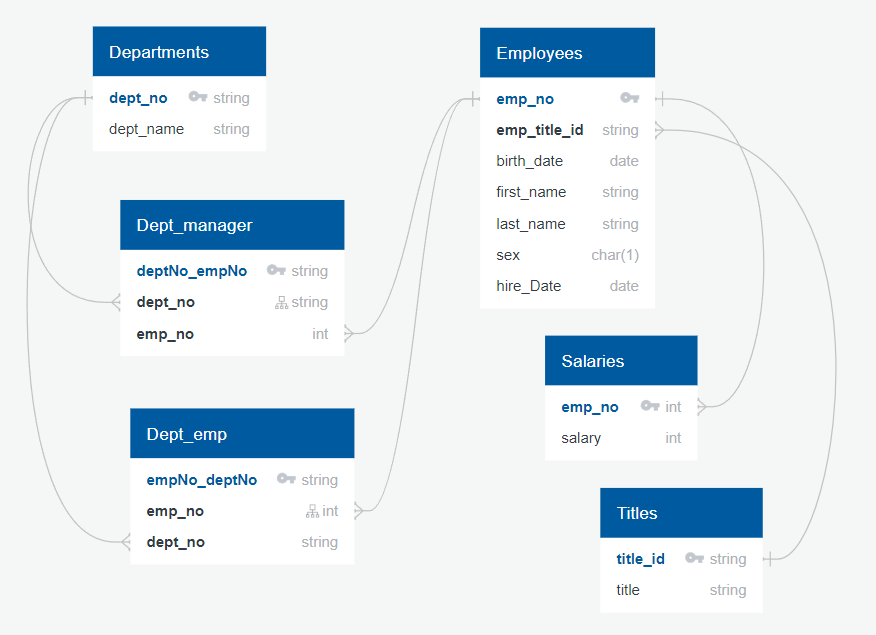 Departments
dept_no string
dept_name string
Dept_manager
deptNo_empNo string
dept_no string
emp_no int
Dept_emp
empNo_deptNo string
emp_no int
dept_no string
Employees
emp_no
emp_title_id string
birth_date date
first_name string
last_name string
sex char(1)
hire_Date date
Salaries
emp_no int
salary int
Titles
title_id string
title string